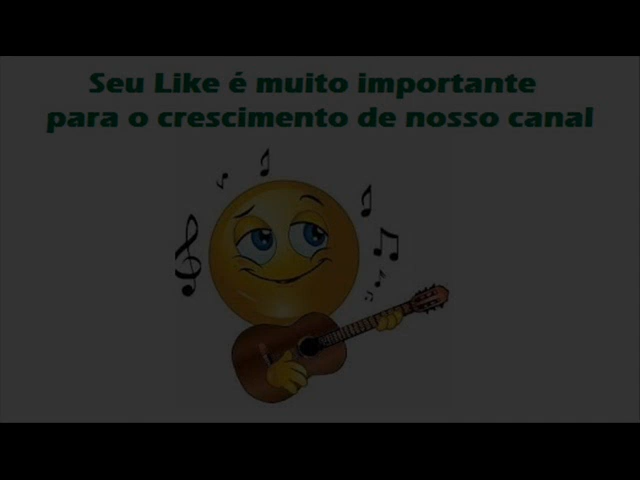 Seu Like é muito importante
para o crescimento de nosso canal